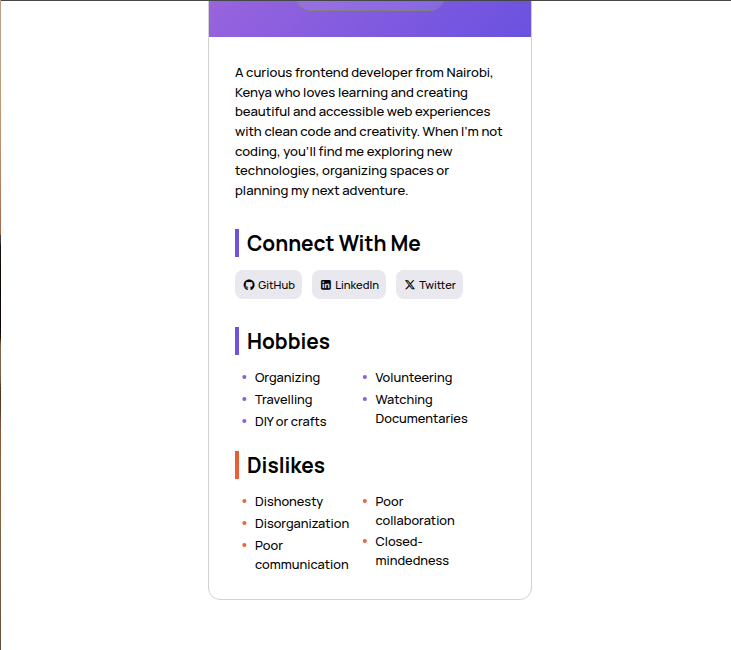 A curious frontend developer from Nairobi,
Kenya who loves learning and creating
beautiful and accessible web experiences
with clean code and creativity. When I'm not
coding, you'll find me exploring new
technologies, organizing spaces or
planning my next adventure.
Connect With Me
GitHub LinkedIn Twitter
Hobbies
Organizing
Travelling
DIY or crafts
Volunteering
Watching
Documentaries
Dislikes
Dishonesty
Disorganization
Poor
communication
Poor
collaboration
Closed-
mindedness